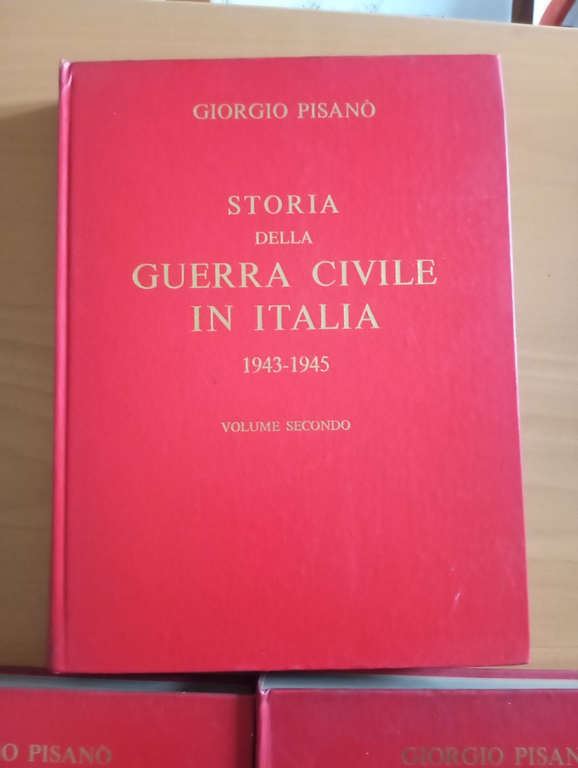 GIORGIO PISANÒ
STORIA
DELLA
GUERRA CIVILE
IN ITALIA
1943-1945
VOLUME SECONDO
PISANÒ
GIORGIO